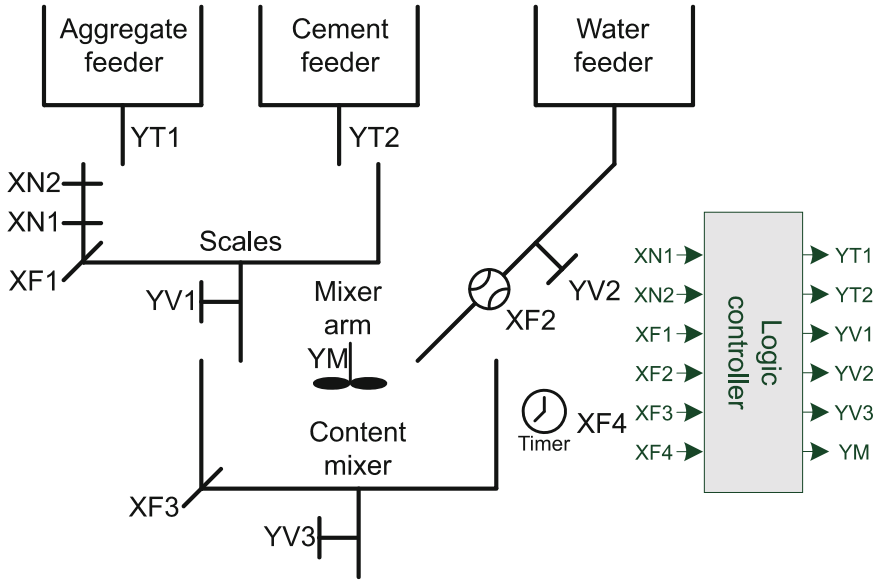 Aggregate
feeder
Cement
feeder
Water
feeder
YT1
YT2
XN2
XN1
XF1
Scales
YV1
Mixer
arm
YM
YV2
XF2
XF4
Timer
Content
mixer
XF3
YV3
XN1
XN2
XF1
XF2
XF3
XF4
Logic
controller
YT1
YT2
YV1
YV2
YV3
YM